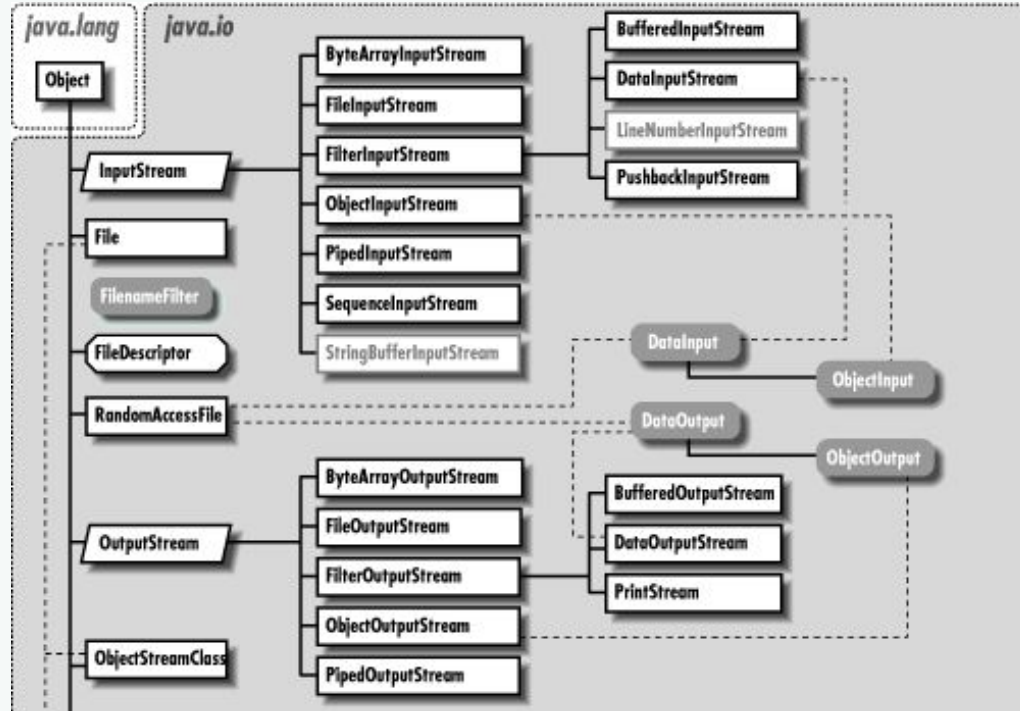 java.lang
java.io
Object
InputStream
File
FilenameFilter
FileDescriptor
RandomAccessFile
OutputStream
ObjectStreamClass
ByteArrayInputStream
FileInputStream
FilterInputStream
ObjectInputStream
PipedInputStream
SequenceInputStream
StringBufferInputStream
BufferedInputStream
DataInputStream
LineNumberInputStream
PushbackInputStream
DataInput
ObjectInput
DataOutput
ObjectOutput
ByteArrayOutputStream
FileOutputStream
FilterOutputStream
ObjectOutputStream
PipedOutputStream
BufferedOutputStream
DataOutputStream
PrintStream